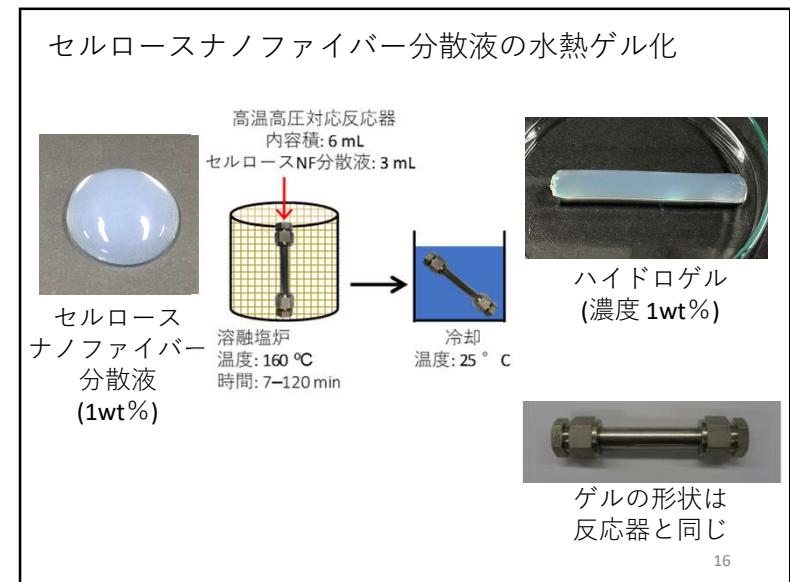 セルロースナノファイバー分散液の水熱ゲル化
高温高圧対応反応器
内容積: 6 mL
セルロースNF分散液: 3 mL
セルロース
ナノファイバー
分散液
(1wt％)
溶融塩炉
温度: 160 ℃
時間: 7–120 min
冷却
温度: 25 ° C
ハイドロゲル
(濃度 1wt％)
ゲルの形状は
反応器と同じ
16